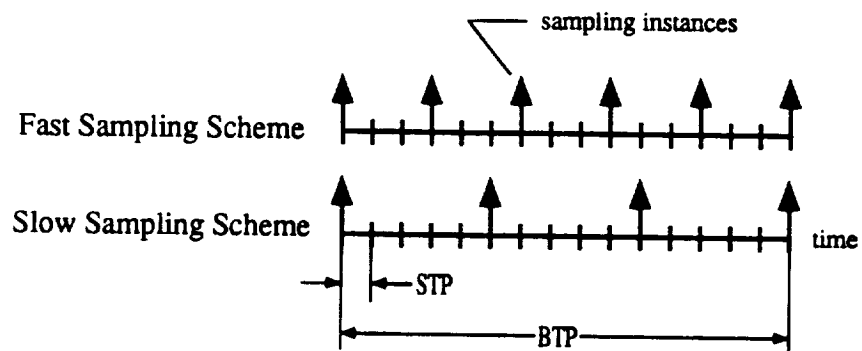 sampling instances
Fast Sampling Scheme
Slow Sampling Scheme
time
STP
BTP